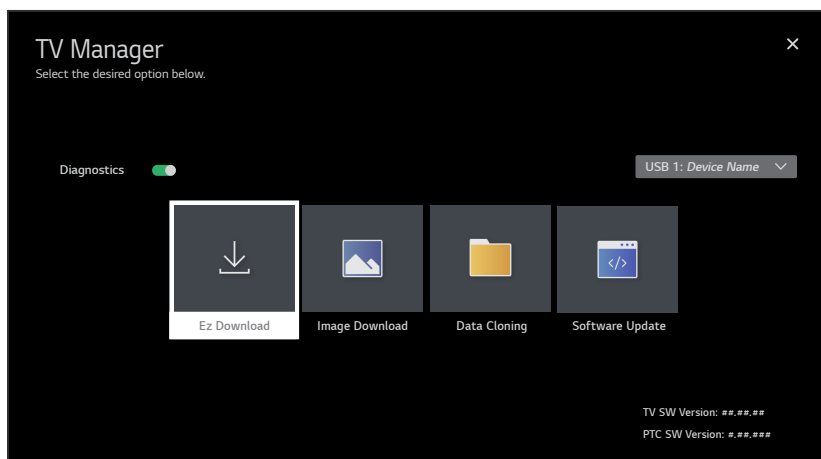 TV Manager
Select the desired option below.
Diagnostics
USB 1: Device Name
</>
Ez Download
Image Download
Data Cloning
Software Update
TV SW Version: ##.##.##
PTC SW Version: #.##.###